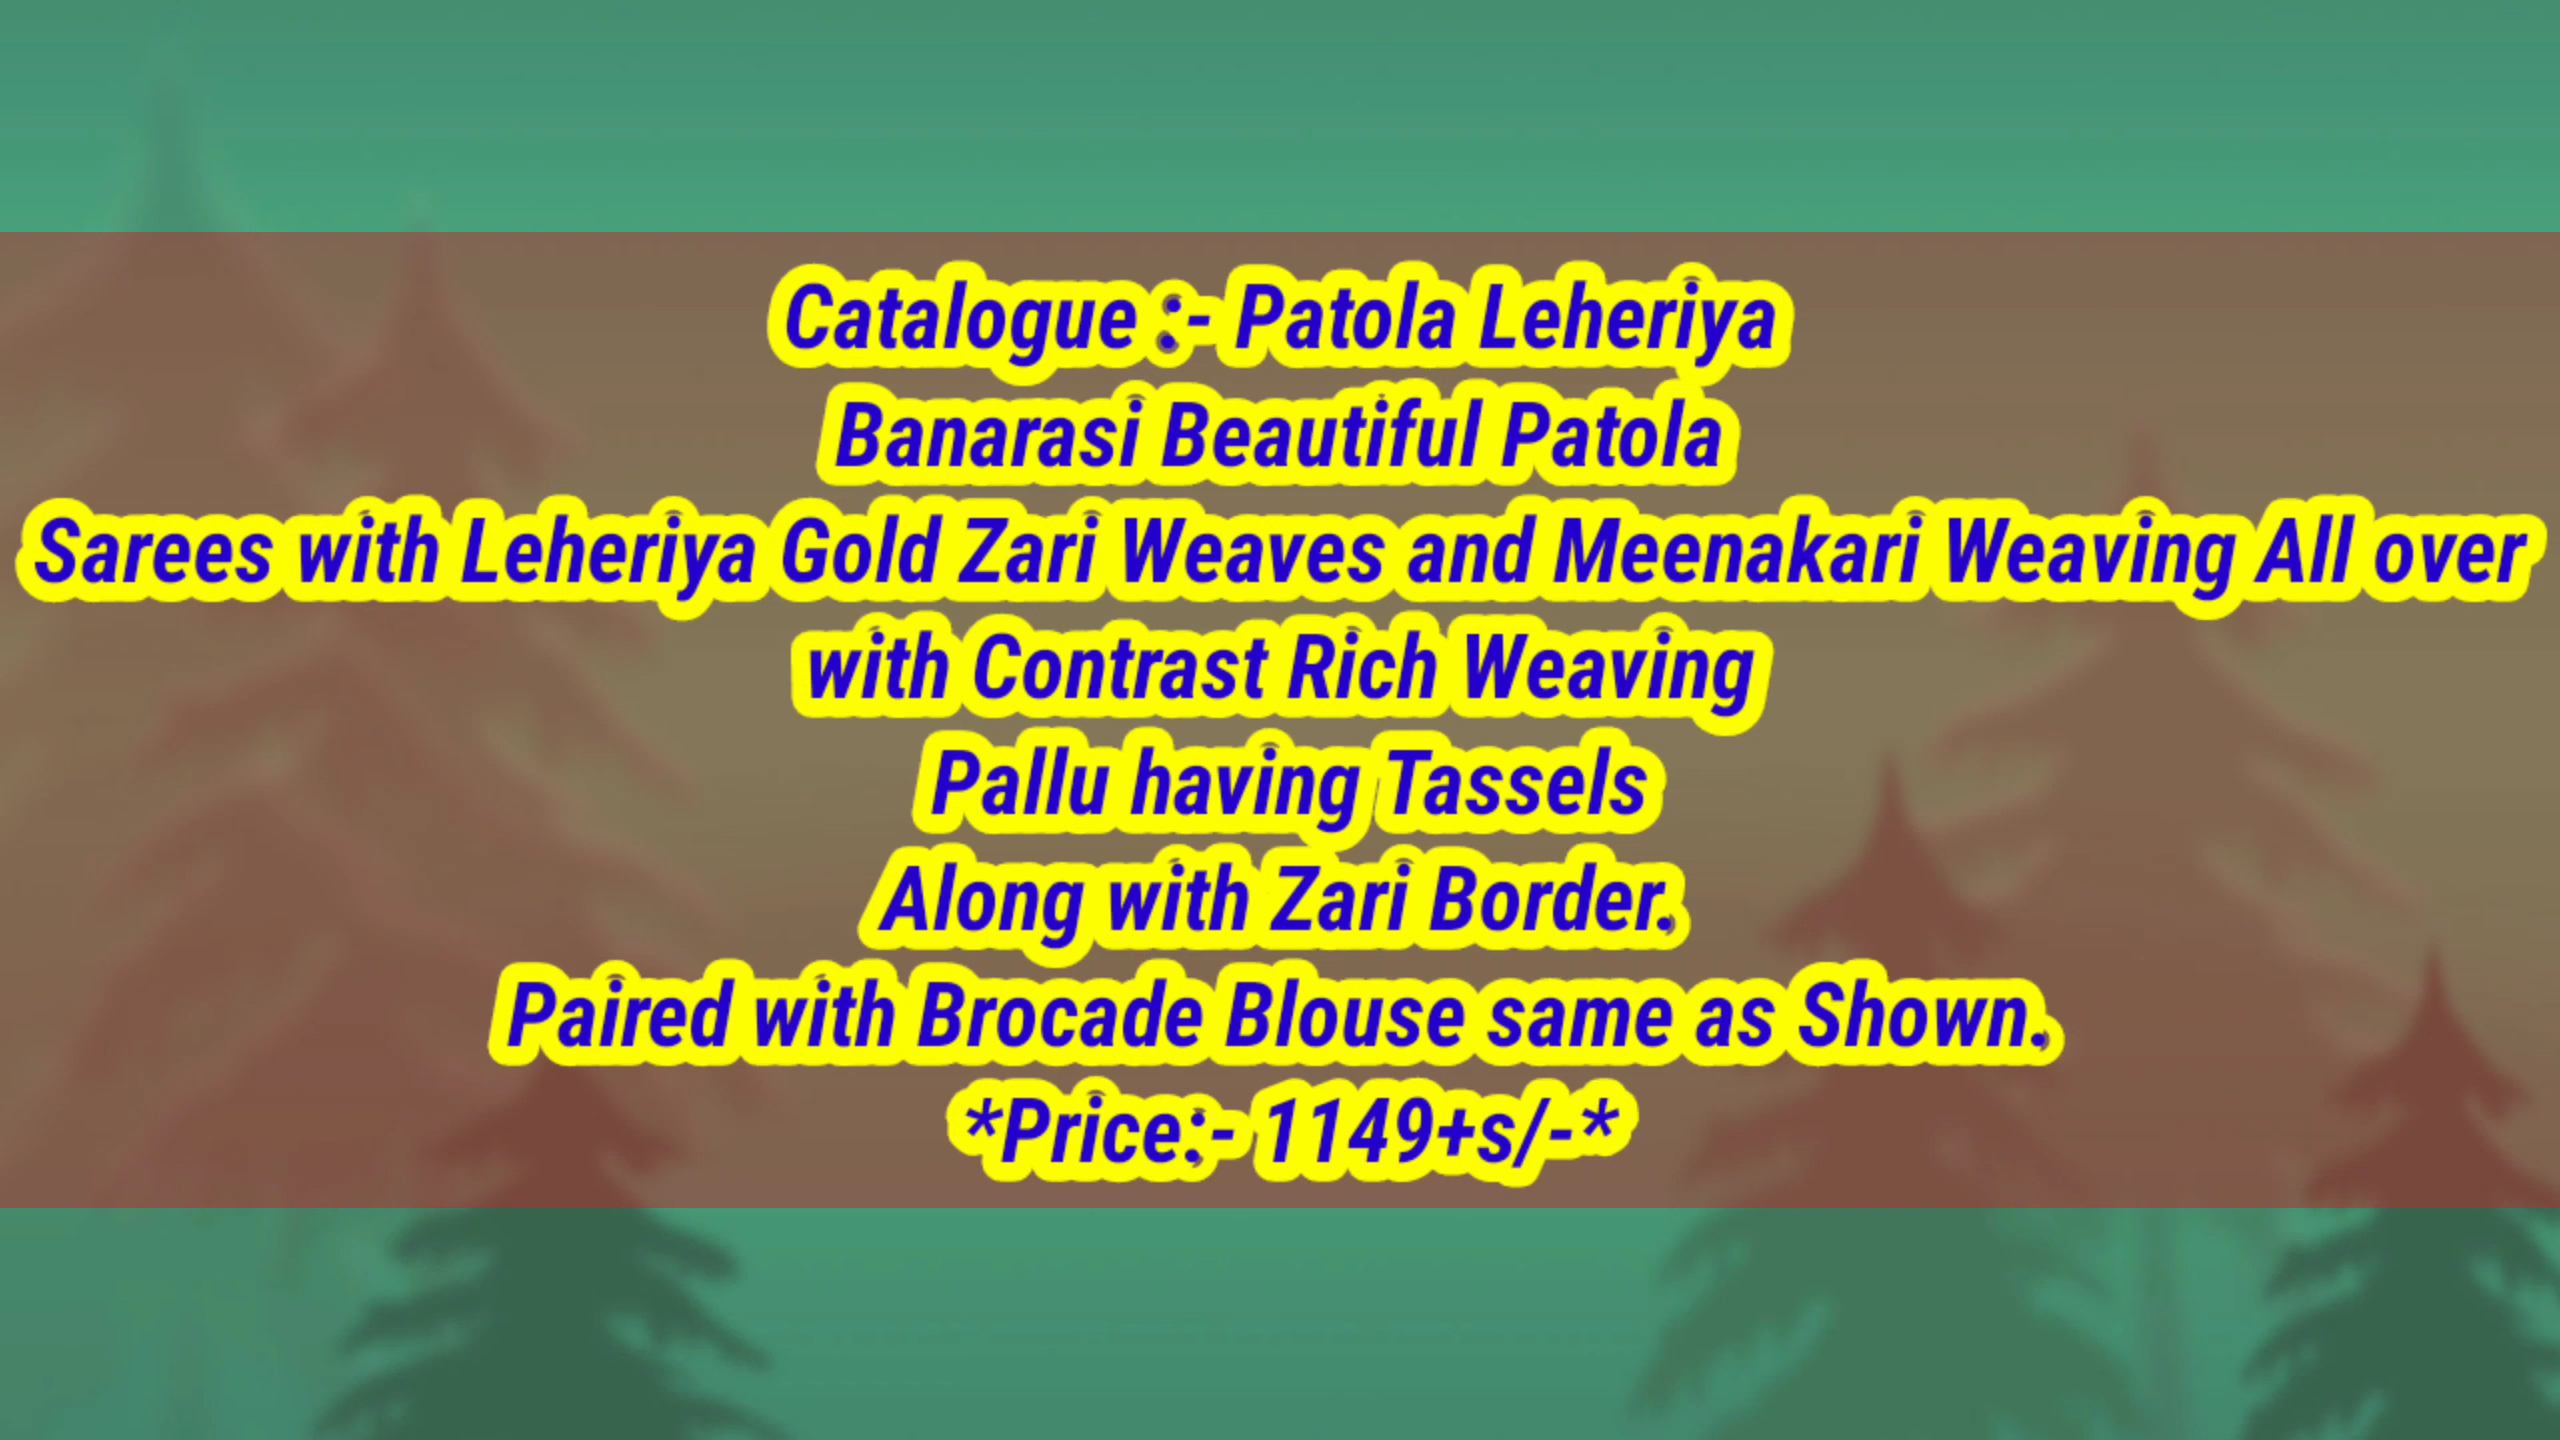 Catalogue :- Patola Leheriya
Banarasi Beautiful Patola
Sarees with Leheriya Gold Zari Weaves and Meenakari Weaving All over
with Contrast Rich Weaving
Pallu having Tassels
Along with Zari Border.
Paired with Brocade Blouse same as Shown.
*Price:- 1149+s/-*